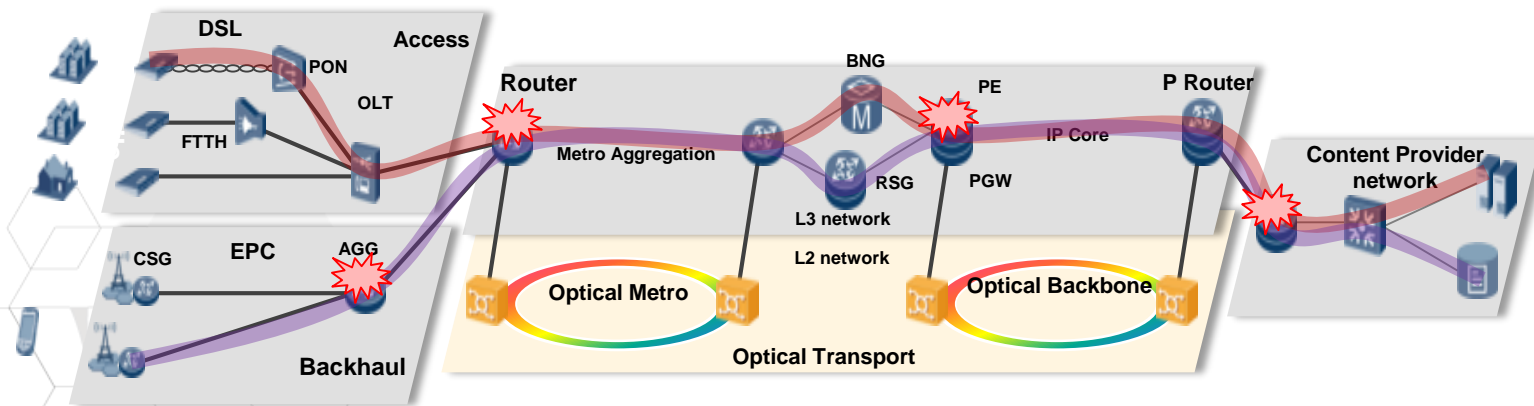 DSL
Access
PON
OLT
FTTH
EPC
CSG
AGG
Backhaul
Router
BNG
PE
P Router
M
Metro Aggregation
IP Core
RSG
PGW
L3 network
L2 network
Optical Metro
Optical Backbone
Optical Transport
Content Provider
network